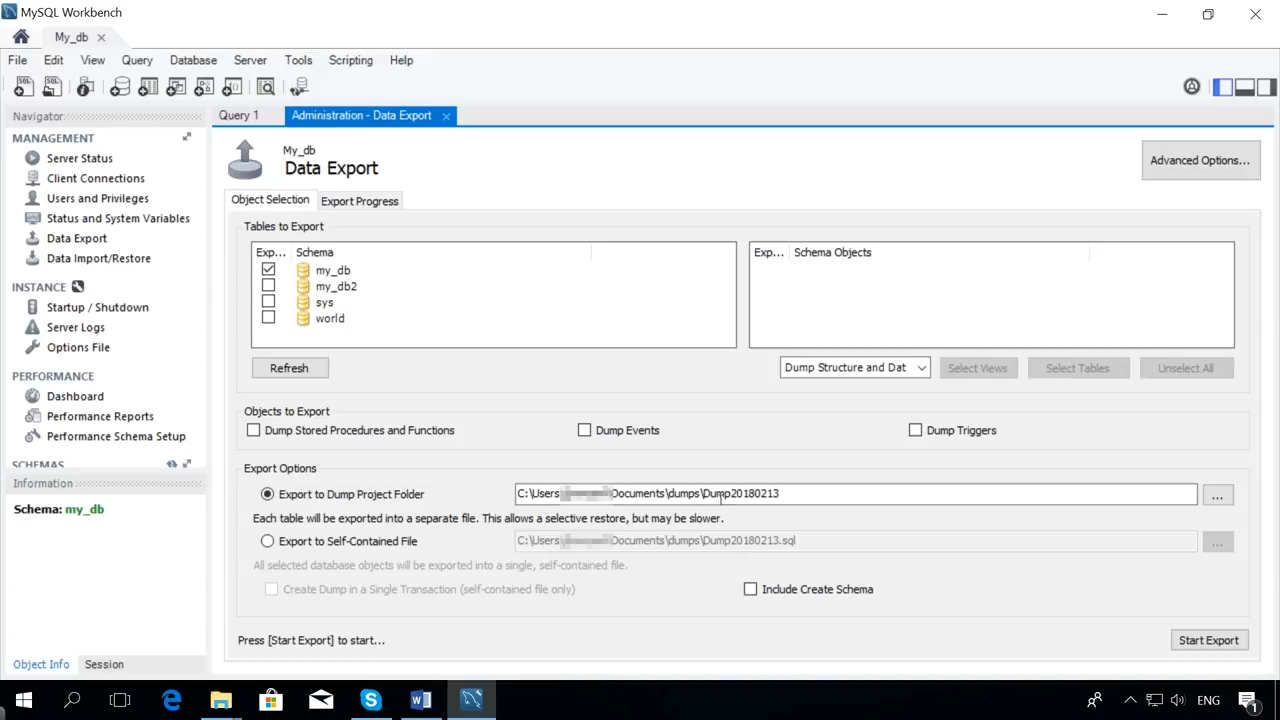 MySQL Workbench
My_db
File Edit View Query Database Server Tools Scripting Help
Navigator
MANAGEMENT
Server Status
Client Connections
Users and Privileges
Status and System Variables
Data Export
Data Import/Restore
INSTANCE
Startup / Shutdown
Server Logs
Options File
PERFORMANCE
Dashboard
Performance Reports
Performance Schema Setup
SCHEMAS
Information
Schema: my_db
Object Info Session
Query 1 Administration - Data Export
My_db
Data Export
Advanced Options...
Object Selection Export Progress
Tables to Export
Exp... Schema
my_db
my_db2
sys
world
Exp... Schema Objects
Refresh
Dump Structure and Dat
Select Views Select Tables Unselect All
Objects to Export
Dump Stored Procedures and Functions Dump Events Dump Triggers
Export Options
Export to Dump Project Folder C:\Users Documents\dumps\Dump20180213 ...
Each table will be exported into a separate file. This allows a selective restore, but may be slower.
Export to Self-Contained File C:\Users Documents\dumps\Dump20180213.sql ...
All selected database objects will be exported into a single, self-contained file.
Create Dump in a Single Transaction (self-contained file only) Include Create Schema
Press [Start Export] to start... Start Export
ENG
1